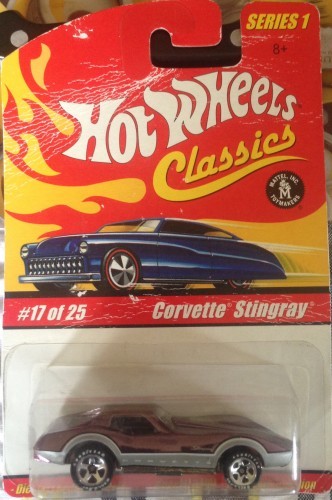 SERIES 1
8+
Hot Wheels
Classics
MATTEL, INC.
M
TOYMAKERS
#17 of 25
Corvette® Stingray®